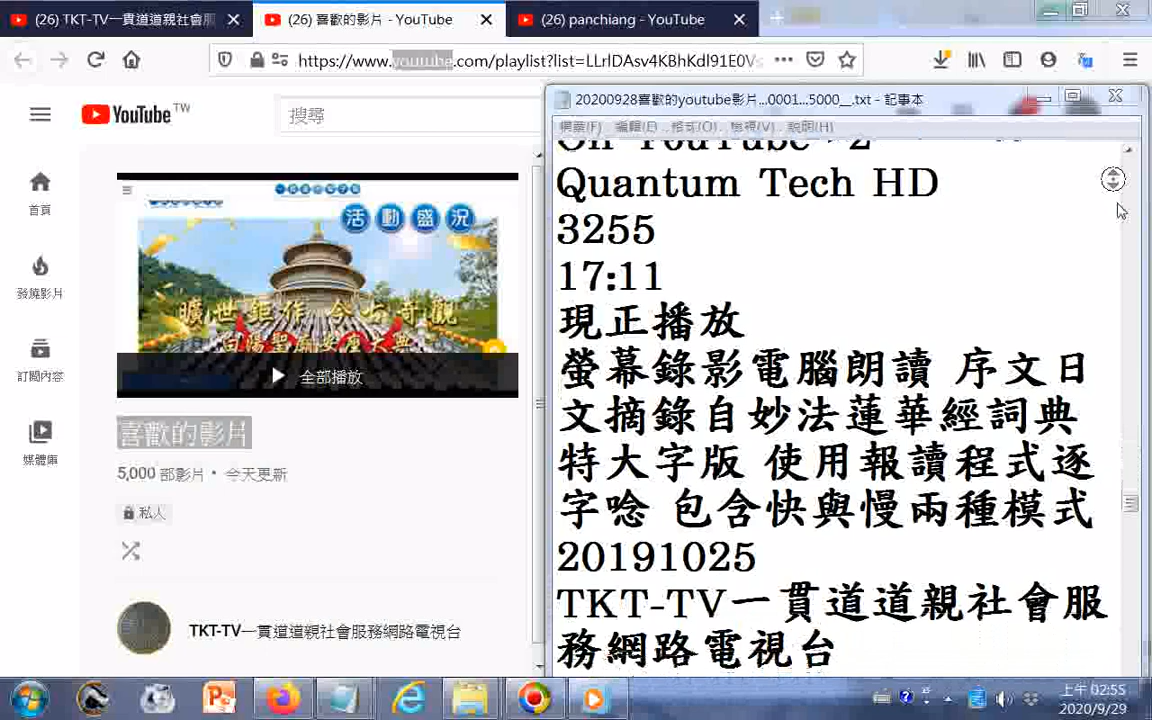 (26) TKT-TV一貫道道親社會服
(26) 喜歡的影片 - YouTube
(26) panchiang - YouTube
https://www.youtube.com/playlist?list=LLrlDAsv4KBhKdl91E0Vs
YouTube TW
搜尋
首頁
發燒影片
訂閱內容
媒體庫
活動盛況
曠世鉅作 今古奇觀
全部播放
喜歡的影片
5,000 部影片 • 今天更新
私人
TKT-TV一貫道道親社會服務網路電視台
20200928喜歡的youtube影片...0001...5000__.txt - 記事本
檔案(F) 編輯(E) 格式(O) 檢視(V) 說明(H)
On YouTube - 2
Quantum Tech HD
3255
17:11
現正播放
螢幕錄影電腦朗讀 序文日
文摘錄自妙法蓮華經詞典
特大字版 使用報讀程式逐
字唸 包含快與慢兩種模式
20191025
TKT-TV一貫道道親社會服
務網路電視台
上午 02:55
2020/9/29